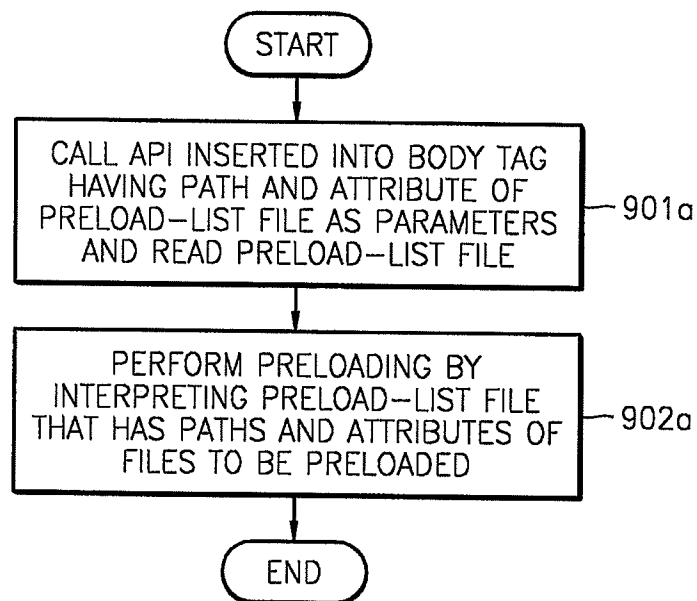 START
CALL API INSERTED INTO BODY TAG
HAVING PATH AND ATTRIBUTE OF
PRELOAD-LIST FILE AS PARAMETERS
AND READ PRELOAD-LIST FILE
901a
PERFORM PRELOADING BY
INTERPRETING PRELOAD-LIST FILE
THAT HAS PATHS AND ATTRIBUTES OF
FILES TO BE PRELOADED
902a
END